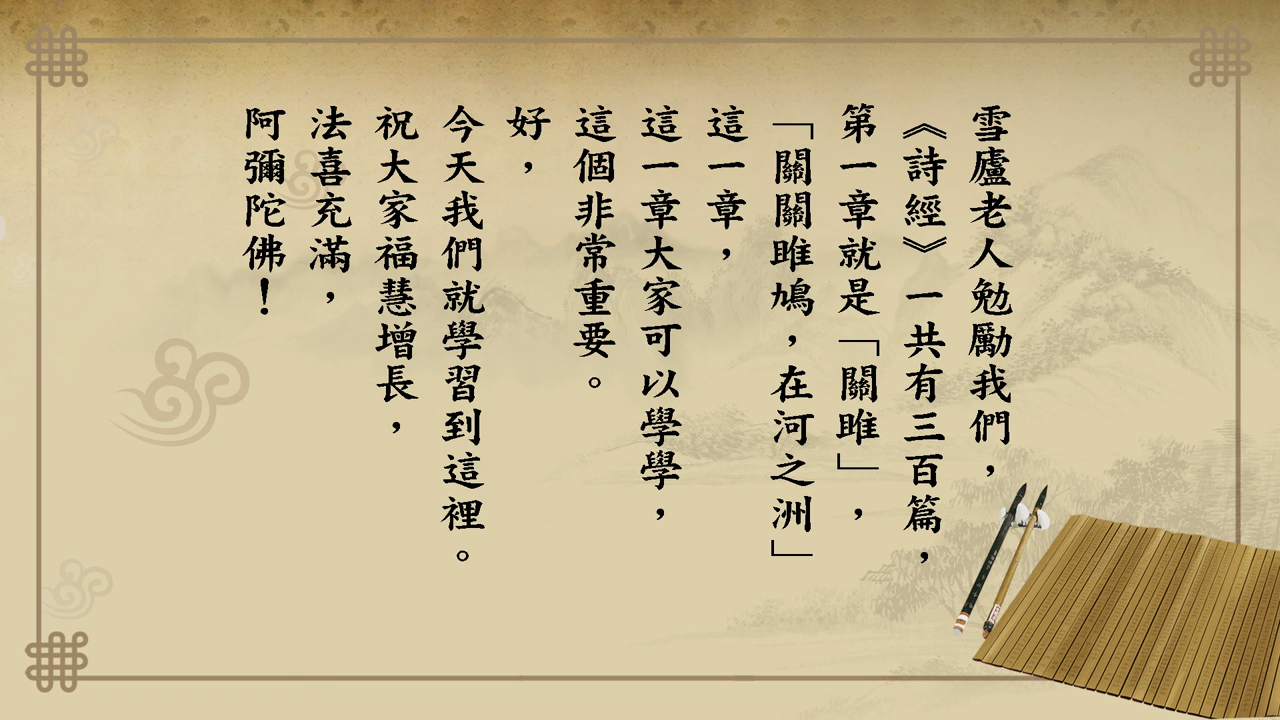 雪廬老人勉勵我們，
《詩經》一共有三百篇，
第一章就是「關雎」，
「關關雎鳩，在河之洲」
這一章，
這一章大家可以學學，
這個非常重要。
好，
今天我們就學習到這裡。
祝大家福慧增長，
法喜充滿，
阿彌陀佛！